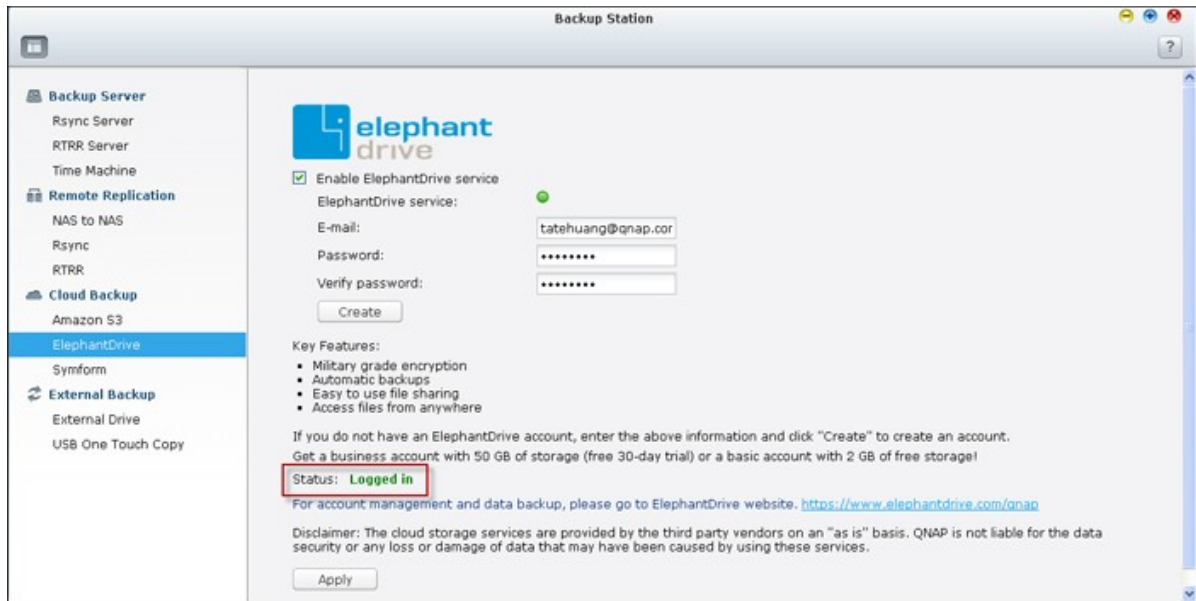 Backup Station
?
Backup Server
Rsync Server
RTRR Server
Time Machine
Remote Replication
NAS to NAS
Rsync
RTRR
Cloud Backup
Amazon S3
ElephantDrive
Symform
External Backup
External Drive
USB One Touch Copy
elephant
drive
Enable ElephantDrive service
ElephantDrive service:
E-mail: tatehuang@qnap.cor
Password: ••••••••
Verify password: ••••••••
Create
Key Features:
• Military grade encryption
• Automatic backups
• Easy to use file sharing
• Access files from anywhere
If you do not have an ElephantDrive account, enter the above information and click "Create" to create an account.
Get a business account with 50 GB of storage (free 30-day trial) or a basic account with 2 GB of free storage!
Status: Logged in
For account management and data backup, please go to ElephantDrive website. https://www.elephantdrive.com/qnap
Disclaimer: The cloud storage services are provided by the third party vendors on an "as is" basis. QNAP is not liable for the data
security or any loss or damage of data that may have been caused by using these services.
Apply